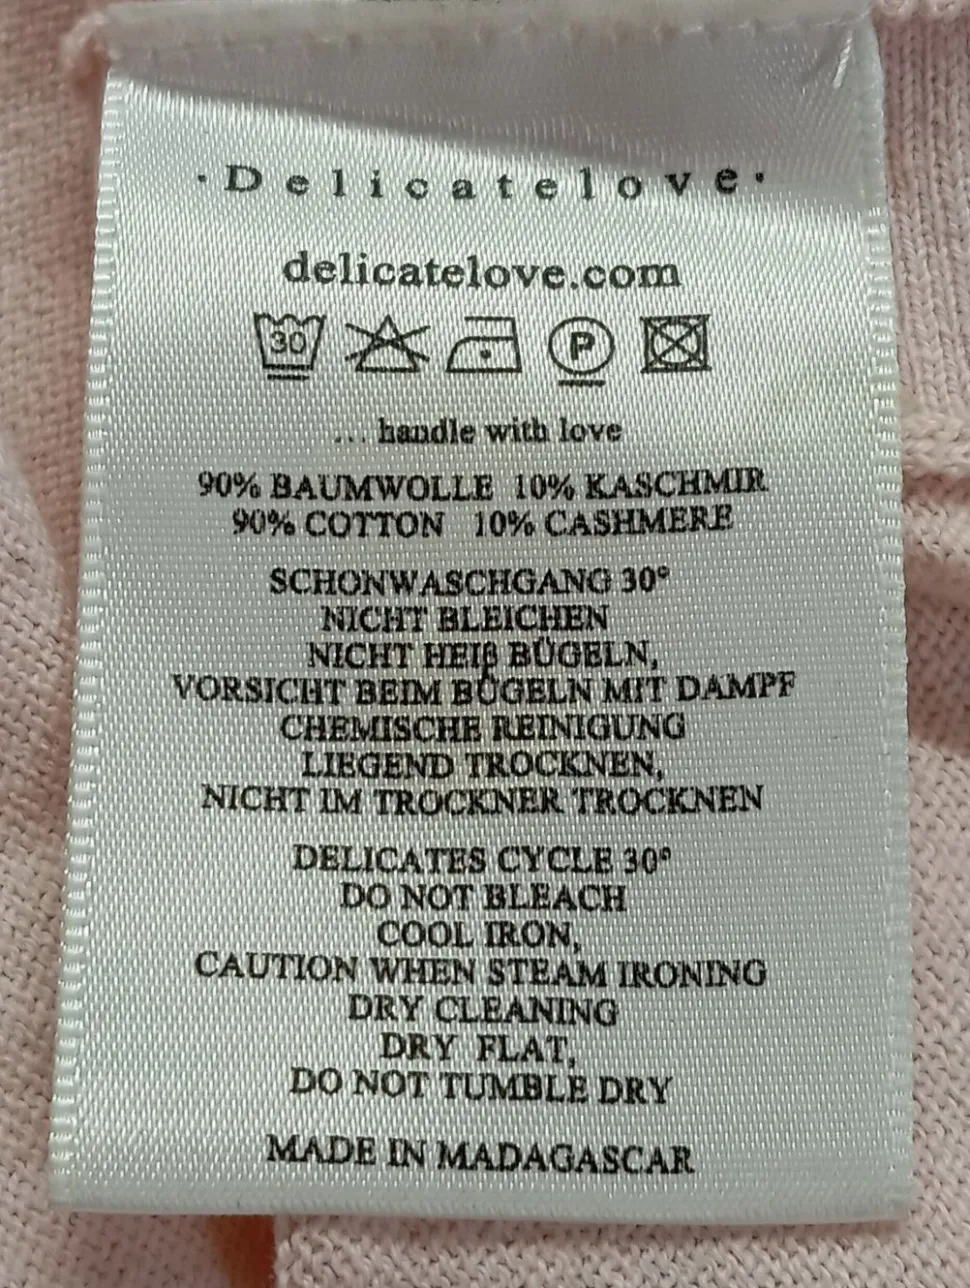 · D e l i c a t e l o v e ·
delicatelove.com
30 P
... handle with love
90% BAUMWOLLE 10% KASCHMIR
90% COTTON 10% CASHMERE
SCHONWASCHGANG 30°
NICHT BLEICHEN
NICHT HEIß BÜGELN,
VORSICHT BEIM BÜGELN MIT DAMPF
CHEMISCHE REINIGUNG
LIEGEND TROCKNEN,
NICHT IM TROCKNER TROCKNEN
DELICATES CYCLE 30°
DO NOT BLEACH
COOL IRON,
CAUTION WHEN STEAM IRONING
DRY CLEANING
DRY FLAT,
DO NOT TUMBLE DRY
MADE IN MADAGASCAR